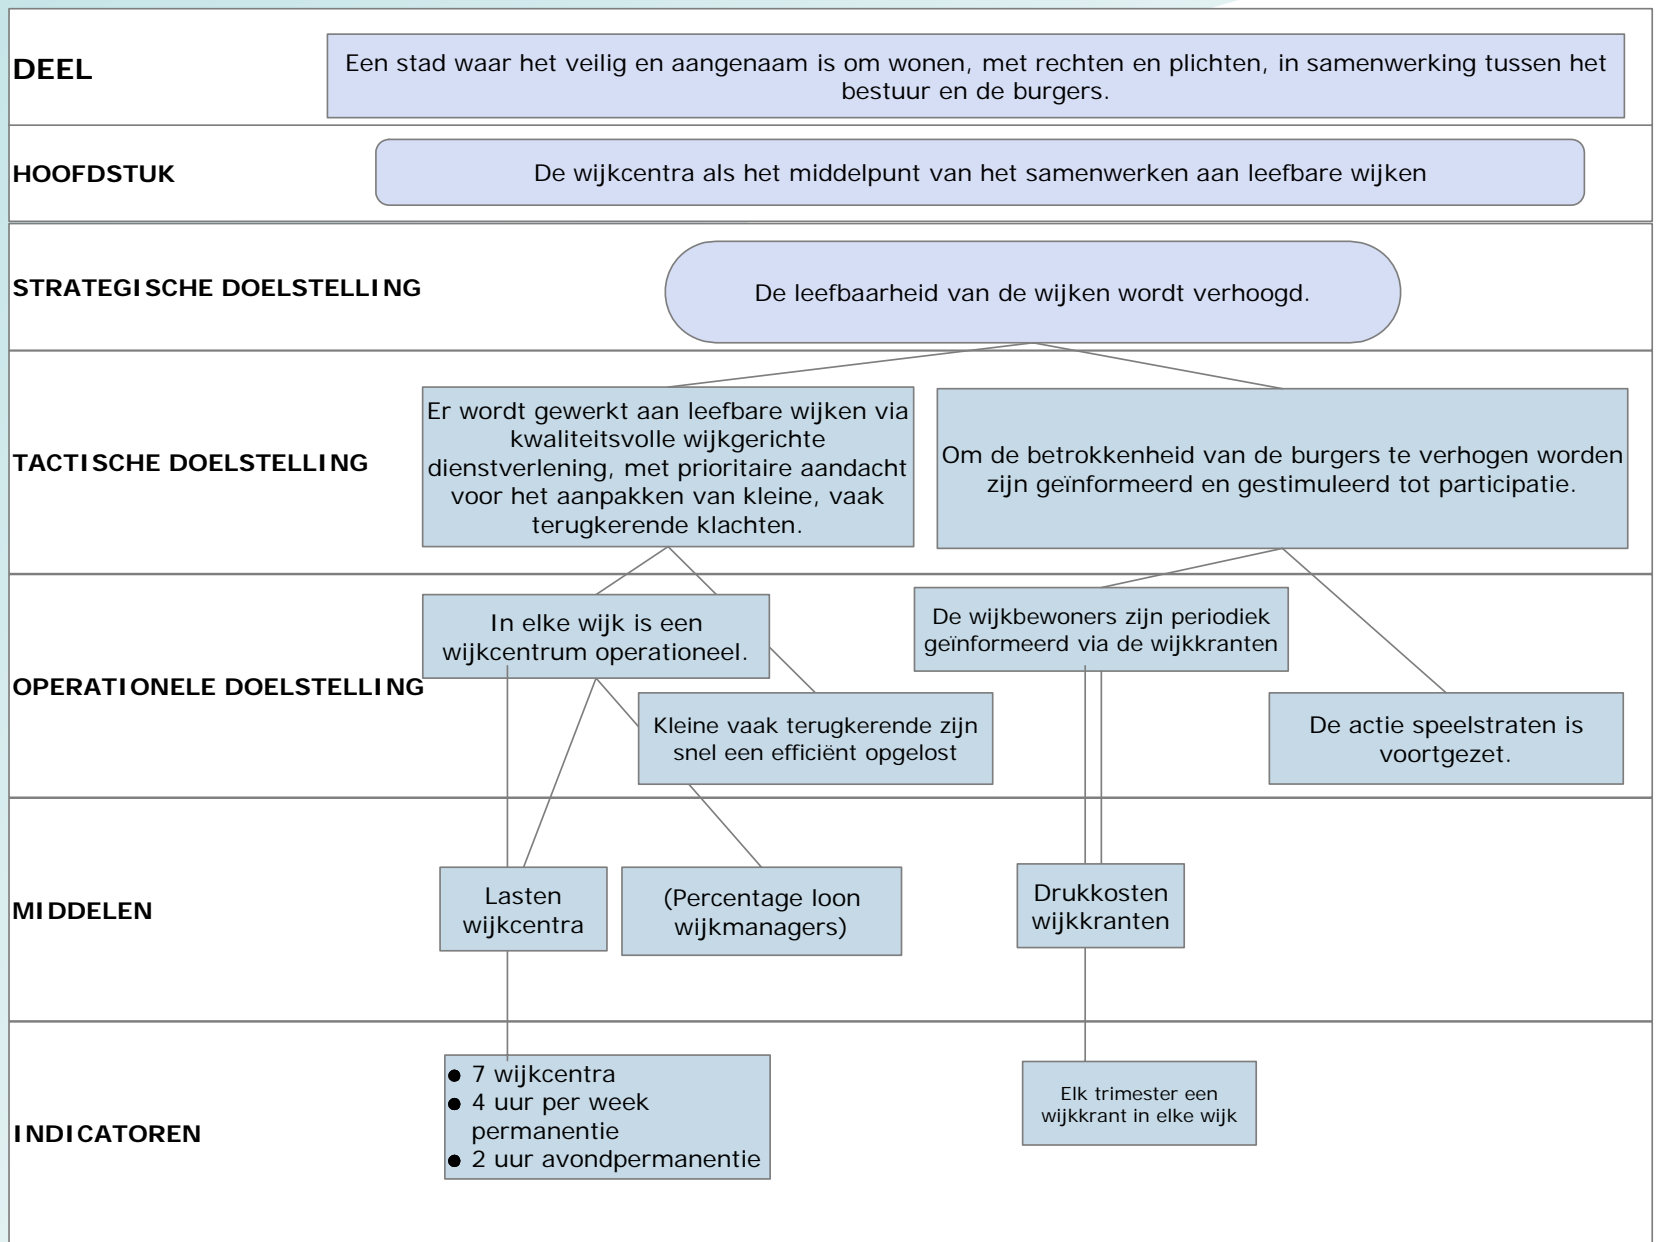 DEEL
Een stad waar het veilig en aangenaam is om wonen, met rechten en plichten, in samenwerking tussen het
bestuur en de burgers.
HOOFDSTUK
De wijkcentra als het middelpunt van het samenwerken aan leefbare wijken
STRATEGISCHE DOELSTELLING
De leefbaarheid van de wijken wordt verhoogd.
TACTISCHE DOELSTELLING
Er wordt gewerkt aan leefbare wijken via
kwaliteitsvolle wijkgerichte
dienstverlening, met prioritaire aandacht
voor het aanpakken van kleine, vaak
terugkerende klachten.
Om de betrokkenheid van de burgers te verhogen worden
zijn geïnformeerd en gestimuleerd tot participatie.
OPERATIONELE DOELSTELLING
In elke wijk is een
wijkcentrum operationeel.
Kleine vaak terugkerende zijn
snel een efficiënt opgelost
De wijkbewoners zijn periodiek
geïnformeerd via de wijkkranten
De actie speelstraten is
voortgezet.
MIDDELEN
Lasten
wijkcentra
(Percentage loon
wijkmanagers)
Drukkosten
wijkkranten
INDICATOREN
● 7 wijkcentra
● 4 uur per week
permanentie
● 2 uur avondpermanentie
Elk trimester een
wijkkrant in elke wijk